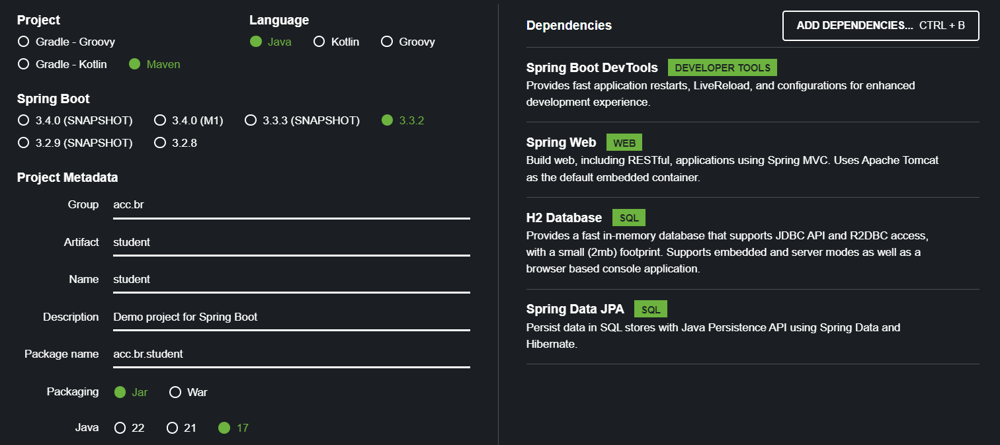 Project
Gradle - Groovy
Gradle - Kotlin Maven
Language
Java Kotlin Groovy
Spring Boot
3.4.0 (SNAPSHOT) 3.4.0 (M1) 3.3.3 (SNAPSHOT) 3.3.2
3.2.9 (SNAPSHOT) 3.2.8
Project Metadata
Group acc.br
Artifact student
Name student
Description Demo project for Spring Boot
Package name acc.br.student
Packaging Jar War
Java 22 21 17
Dependencies
ADD DEPENDENCIES... CTRL + B
Spring Boot DevTools DEVELOPER TOOLS
Provides fast application restarts, LiveReload, and configurations for enhanced
development experience.
Spring Web WEB
Build web, including RESTful, applications using Spring MVC. Uses Apache Tomcat
as the default embedded container.
H2 Database SQL
Provides a fast in-memory database that supports JDBC API and R2DBC access,
with a small (2mb) footprint. Supports embedded and server modes as well as a
browser based console application.
Spring Data JPA SQL
Persist data in SQL stores with Java Persistence API using Spring Data and
Hibernate.